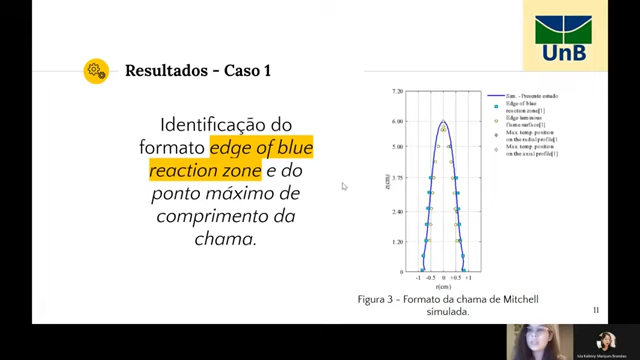 UnB
Resultados - Caso 1
Identificação do
formato edge of blue
reaction zone e do
ponto máximo de
comprimento da
chama.
7.20
6.00
5.00
3.75
2.40
1.20
0
z(cm)
-1 -0.5 0 +0.5 +1
r(cm)
Sim. - Presente estudo
Edge of blue
reaction zone[1]
Edge luminous
flame surface[1]
Max. temp. position
on the radial profile[1]
Max. temp. position
on the axial profile[1]
Figura 3 - Formato da chama de Mitchell
simulada.
11